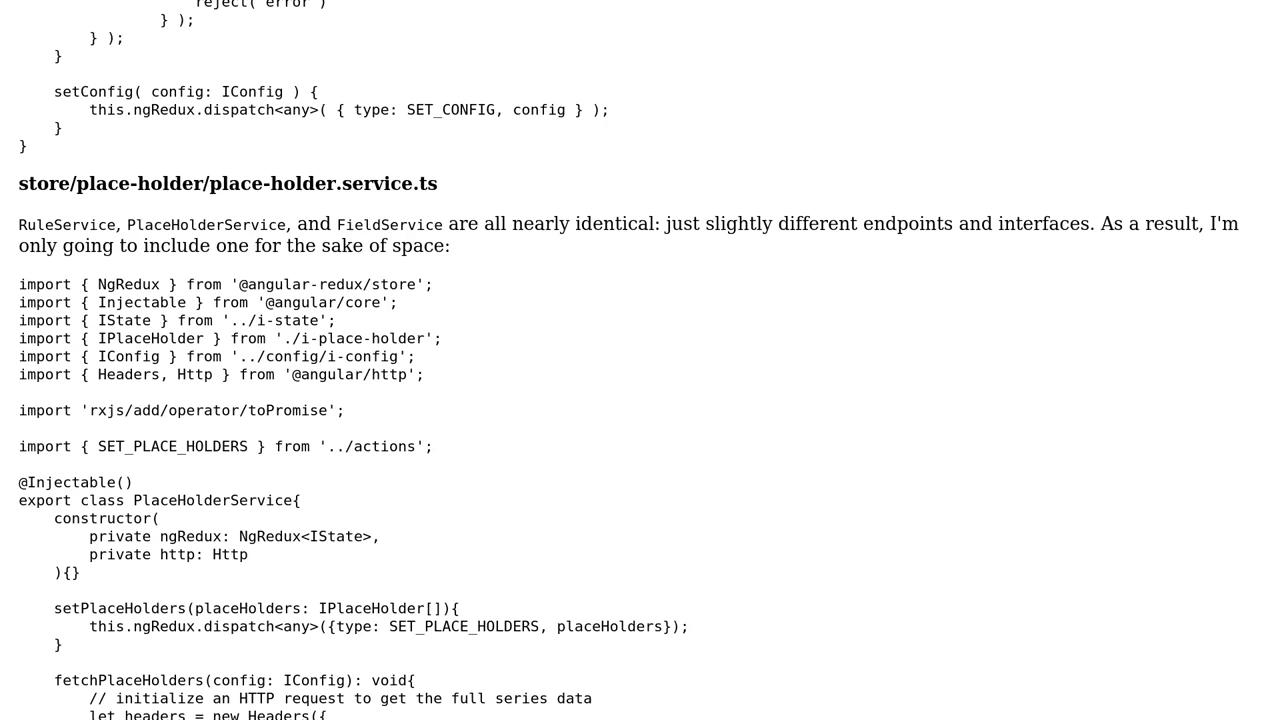 reject( error )
} );
} );
}
setConfig( config: IConfig ) {
this.ngRedux.dispatch<any>( { type: SET_CONFIG, config } );
}
}
store/place-holder/place-holder.service.ts
RuleService, PlaceHolderService, and FieldService are all nearly identical: just slightly different endpoints and interfaces. As a result, I'm
only going to include one for the sake of space:
import { NgRedux } from '@angular-redux/store';
import { Injectable } from '@angular/core';
import { IState } from '../i-state';
import { IPlaceHolder } from './i-place-holder';
import { IConfig } from '../config/i-config';
import { Headers, Http } from '@angular/http';
import 'rxjs/add/operator/toPromise';
import { SET_PLACE_HOLDERS } from '../actions';
@Injectable()
export class PlaceHolderService{
constructor(
private ngRedux: NgRedux<IState>,
private http: Http
){}
setPlaceHolders(placeHolders: IPlaceHolder[]){
this.ngRedux.dispatch<any>({type: SET_PLACE_HOLDERS, placeHolders});
}
fetchPlaceHolders(config: IConfig): void{
// initialize an HTTP request to get the full series data
let headers = new Headers({